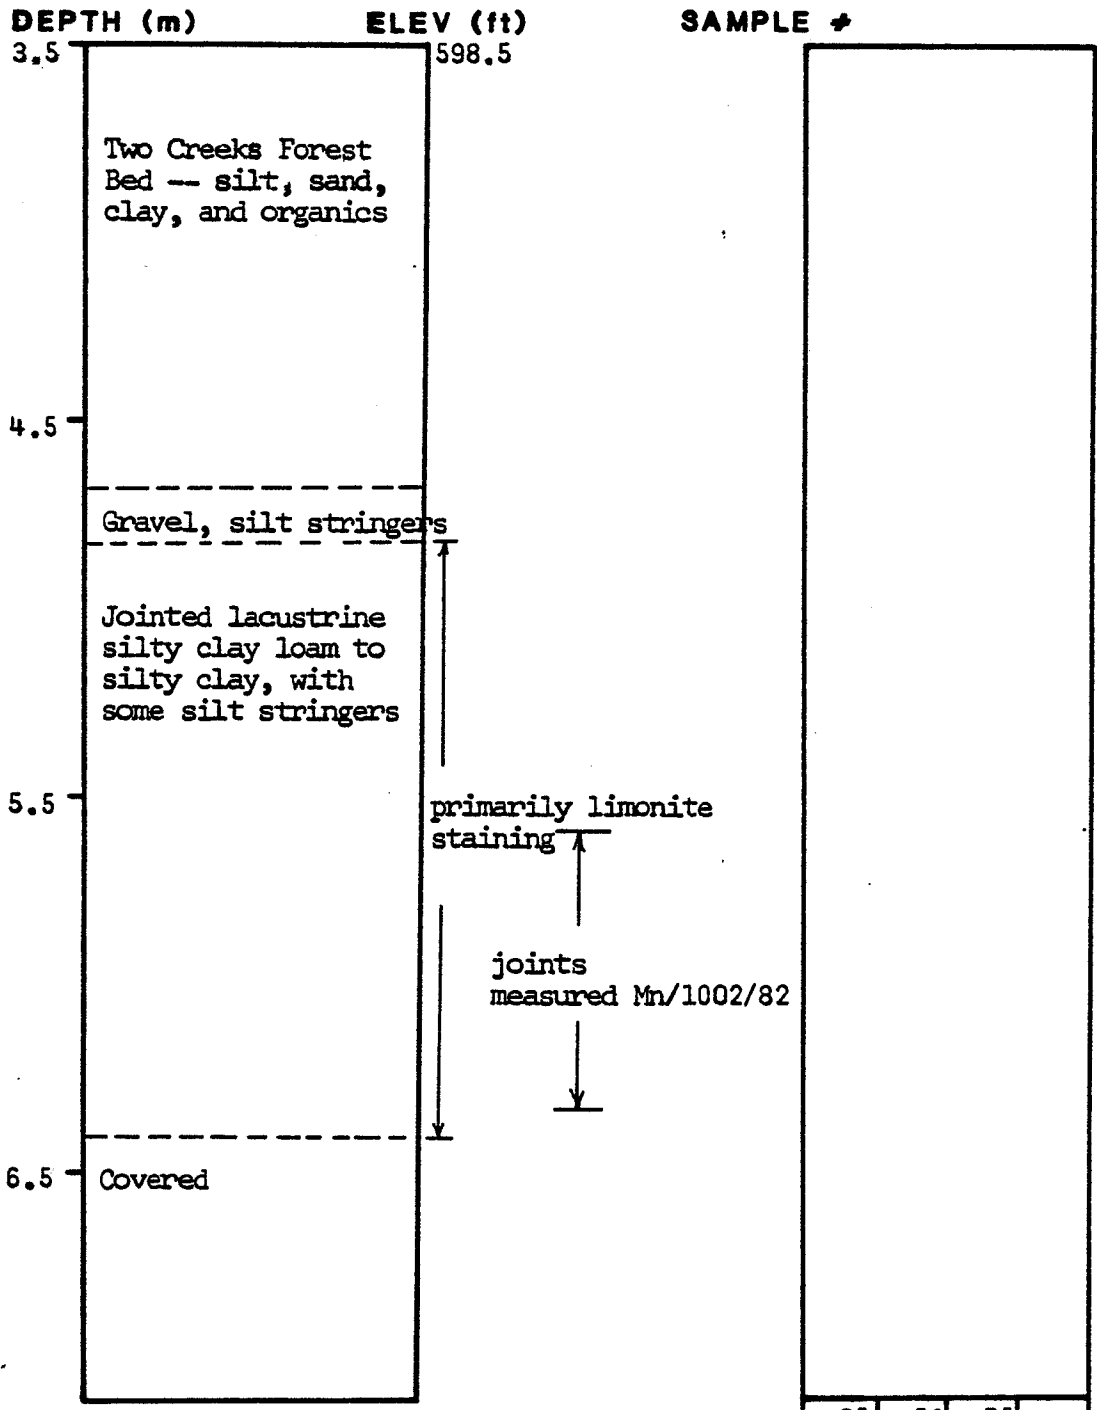 DEPTH (m) ELEV (ft) SAMPLE #
3.5 598.5
Two Creeks Forest
Bed -- silt, sand,
clay, and organics
4.5
Gravel, silt stringers
Jointed lacustrine
silty clay loam to
silty clay, with
some silt stringers
5.5
primarily limonite
staining
joints
measured Mn/1002/82
6.5 Covered